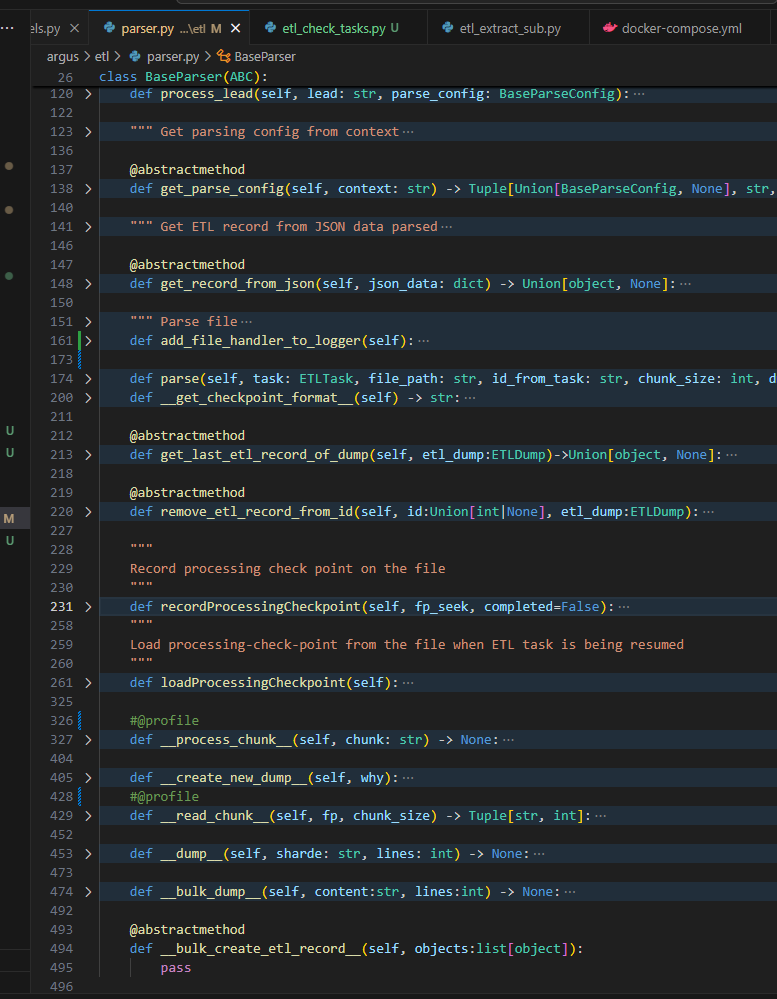 ··· els.py × parser.py ...\etl M × etl_check_tasks.py U etl_extract_sub.py docker-compose.yml
argus > etl > parser.py > BaseParser
26 class BaseParser(ABC):
120 > def process_lead(self, lead: str, parse_config: BaseParseConfig): ···
122
123 > """ Get parsing config from context ···
136
137 @abstractmethod
138 > def get_parse_config(self, context: str) -> Tuple[Union[BaseParseConfig, None], str,
140
141 > """ Get ETL record from JSON data parsed ···
146
147 @abstractmethod
148 > def get_record_from_json(self, json_data: dict) -> Union[object, None]: ···
150
151 > """ Parse file ···
161 > def add_file_handler_to_logger(self): ···
173
174 > def parse(self, task: ETLTask, file_path: str, id_from_task: str, chunk_size: int, d
200 > def __get_checkpoint_format__(self) -> str: ···
211
U 212 @abstractmethod
U 213 > def get_last_etl_record_of_dump(self, etl_dump:ETLDump)->Union[object, None]: ···
218
219 @abstractmethod
M 220 > def remove_etl_record_from_id(self, id:Union[int|None], etl_dump:ETLDump): ···
227
U 228 """
229 Record processing check point on the file
230 """
231 > def recordProcessingCheckpoint(self, fp_seek, completed=False): ···
258 """
259 Load processing-check-point from the file when ETL task is being resumed
260 """
261 > def loadProcessingCheckpoint(self): ···
325
326 #@profile
327 > def __process_chunk__(self, chunk: str) -> None: ···
404
405 > def __create_new_dump__(self, why): ···
428 #@profile
429 > def __read_chunk__(self, fp, chunk_size) -> Tuple[str, int]: ···
452
453 > def __dump__(self, sharde: str, lines: int) -> None: ···
473
474 > def __bulk_dump__(self, content:str, lines:int) -> None: ···
492
493 @abstractmethod
494 def __bulk_create_etl_record__(self, objects:list[object]):
495 pass
496